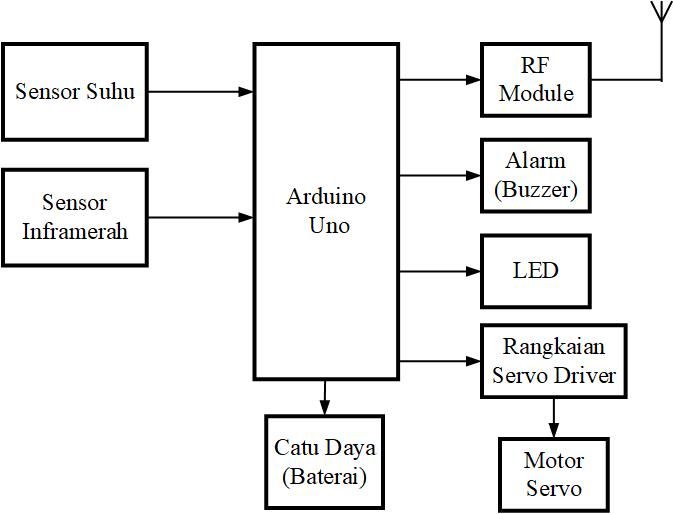 Sensor Suhu
Sensor
Inframerah
Arduino
Uno
RF
Module
Alarm
(Buzzer)
LED
Rangkaian
Servo Driver
Catu Daya
(Baterai)
Motor
Servo